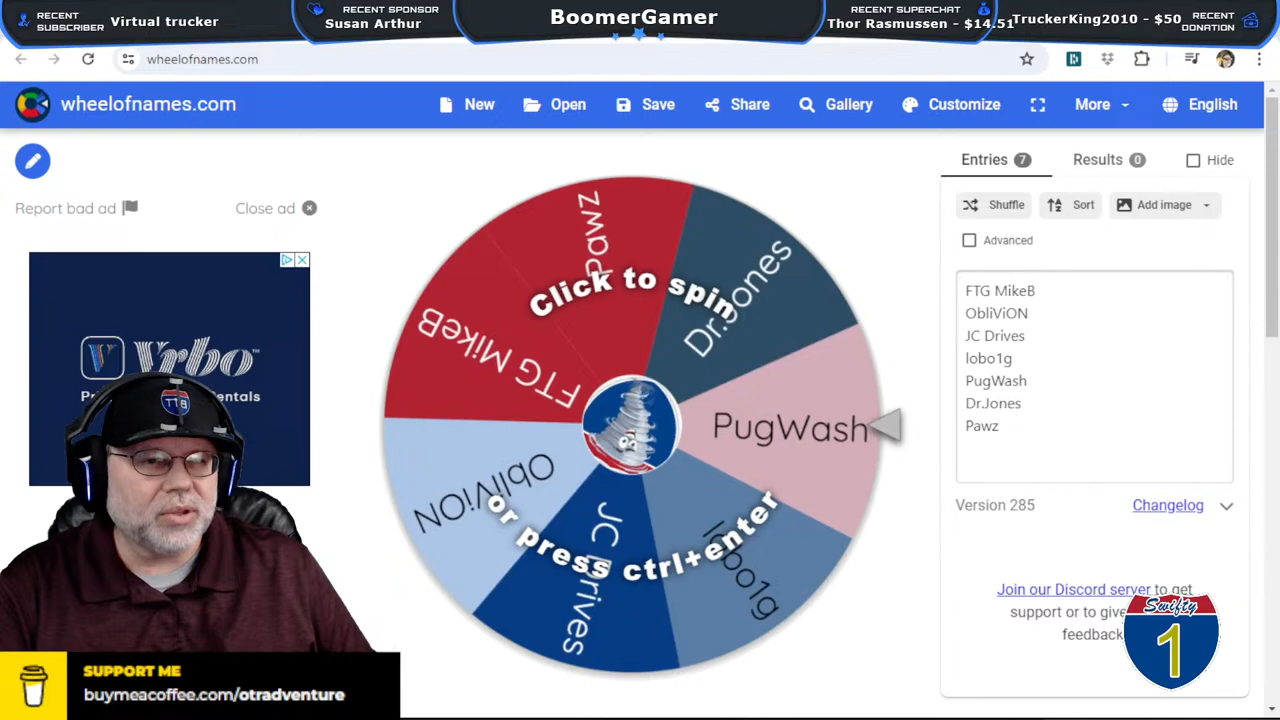 RECENT SUBSCRIBER
Virtual trucker
RECENT SPONSOR
Susan Arthur
BoomerGamer
RECENT SUPERCHAT
Thor Rasmussen - $14.51
TruckerKing2010 - $50
RECENT DONATION
wheelofnames.com
wheelofnames.com
New
Open
Save
Share
Gallery
Customize
More
English
Report bad ad
Close ad
Vrbo™
Entries 7
Results 0
Hide
Shuffle
Sort
Add image
Advanced
FTG MikeB
ObliViON
JC Drives
lobo1g
PugWash
Dr.Jones
Pawz
Version 285
Changelog
Join our Discord server to get
support or to give
feedback
Swifty
1
Pawz
Dr.Jones
PugWash
lobo1g
JC Drives
ObliViON
FTG MikeB
Click to spin
or press ctrl+enter
TTB
SUPPORT ME
buymeacoffee.com/otradventure